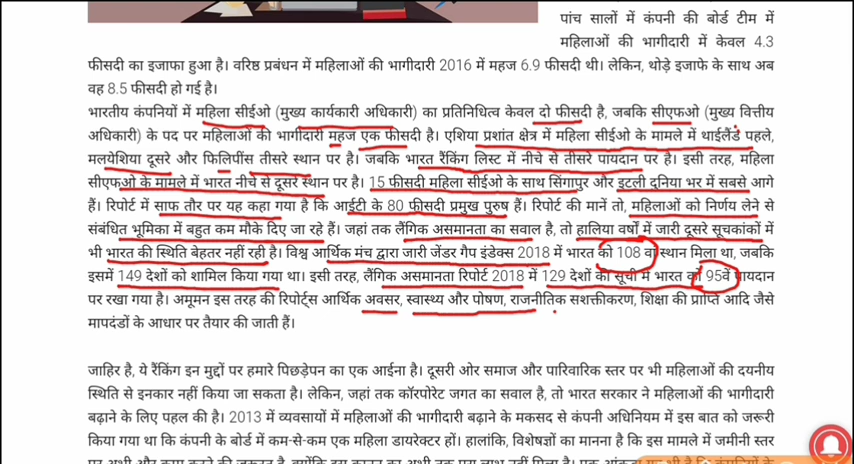 पांच सालों में कंपनी की बोर्ड टीम में
महिलाओं की भागीदारी में केवल 4.3
फीसदी का इजाफा हुआ है। वरिष्ठ प्रबंधन में महिलाओं की भागीदारी 2016 में महज 6.9 फीसदी थी। लेकिन, थोड़े इजाफे के साथ अब
वह 8.5 फीसदी हो गई है।
भारतीय कंपनियों में महिला सीईओ (मुख्य कार्यकारी अधिकारी) का प्रतिनिधित्व केवल दो फीसदी है, जबकि सीएफओ (मुख्य वित्तीय
अधिकारी) के पद पर महिलाओं की भागीदारी महज एक फीसदी है। एशिया प्रशांत क्षेत्र में महिला सीईओ के मामले में थाईलैंड पहले,
मलयेशिया दूसरे और फिलिपींस तीसरे स्थान पर है। जबकि भारत रैंकिंग लिस्ट में नीचे से तीसरे पायदान पर है। इसी तरह, महिला
सीएफओ के मामले में भारत नीचे से दूसरे स्थान पर है। 15 फीसदी महिला सीईओ के साथ सिंगापुर और इटली दुनिया भर में सबसे आगे
हैं। रिपोर्ट में साफ तौर पर यह कहा गया है कि आईटी के 80 फीसदी प्रमुख पुरुष हैं। रिपोर्ट की मानें तो, महिलाओं को निर्णय लेने से
संबंधित भूमिका में बहुत कम मौके दिए जा रहे हैं। जहां तक लैंगिक असमानता का सवाल है, तो हालिया वर्षों में जारी दूसरे सूचकांकों में
भी भारत की स्थिति बेहतर नहीं रही है। विश्व आर्थिक मंच द्वारा जारी जेंडर गैप इंडेक्स 2018 में भारत को 108 वां स्थान मिला था, जबकि
इसमें 149 देशों को शामिल किया गया था। इसी तरह, लैंगिक असमानता रिपोर्ट 2018 में 129 देशों की सूची में भारत को 95वें पायदान
पर रखा गया है। अमूमन इस तरह की रिपोर्ट्स आर्थिक अवसर, स्वास्थ्य और पोषण, राजनीतिक सशक्तीकरण, शिक्षा की प्राप्ति आदि जैसे
मापदंडों के आधार पर तैयार की जाती हैं।
जाहिर है, ये रैंकिंग इन मुद्दों पर हमारे पिछड़ेपन का एक आईना है। दूसरी ओर समाज और पारिवारिक स्तर पर भी महिलाओं की दयनीय
स्थिति से इनकार नहीं किया जा सकता है। लेकिन, जहां तक कॉरपोरेट जगत का सवाल है, तो भारत सरकार ने महिलाओं की भागीदारी
बढ़ाने के लिए पहल की है। 2013 में व्यवसायों में महिलाओं की भागीदारी बढ़ाने के मकसद से कंपनी अधिनियम में इस बात को जरूरी
किया गया था कि कंपनी के बोर्ड में कम-से-कम एक महिला डायरेक्टर हों। हालांकि, विशेषज्ञों का मानना है कि इस मामले में जमीनी स्तर